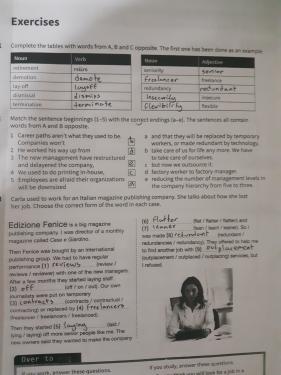 Exercises
Complete the tables with words from A, B and C opposite. The first one has been done as an example.
Noun Verb
retirement retire
demotion demote
lay-off layoff
dismissal dismiss
termination terminate
Noun Adjective
seniority senior
freelancer freelance
redundancy redundant
insecurity insecure
flexibility flexible
Match the sentence beginnings (1–5) with the correct endings (a–e). The sentences all contain
words from A and B opposite.
1 Career paths aren't what they used to be.
Companies won't
2 He worked his way up from
3 The new management have restructured
and delayered the company,
4 We used to do printing in-house,
5 Employees are afraid their organizations
will be downsized
a and that they will be replaced by temporary
workers, or made redundant by technology.
b take care of us for life any more. We have
to take care of ourselves.
c but now we outsource it.
d factory worker to factory manager.
e reducing the number of management levels in
the company hierarchy from five to three.
Carla used to work for an Italian magazine publishing company. She talks about how she lost
her job. Choose the correct form of the word in each case.
Edizione Fenice is a big magazine
publishing company. I was director of a monthly
magazine called Casa e Giardino.
Then Fenice was bought by an international
publishing group. We had to have regular
performance (1) reviews (review /
reviews / reviewer) with one of the new managers.
After a few months they started laying staff
(2) off (off / on / out). Our own
journalists were put on temporary
(3) contracts (contracts / contractual /
contracting) or replaced by (4) freelancers
(freelancer / freelancers / freelanced).
Then they started (5) laying (laid /
lay / laying) off more senior people like me. The
new owners said they wanted to make the company
(6) flatter (flat / flatter / flatten) and
(7) leaner (lean / leant / leaner). So I
was made (8) redundant (redundant /
redundancies / redundancy). They offered to help me
to find another job with (9) outplacement
(outplacement / outplaced / outplacing) services, but
I refused.
Over to
If you work, answer these questions.
If you study, answer these questions.